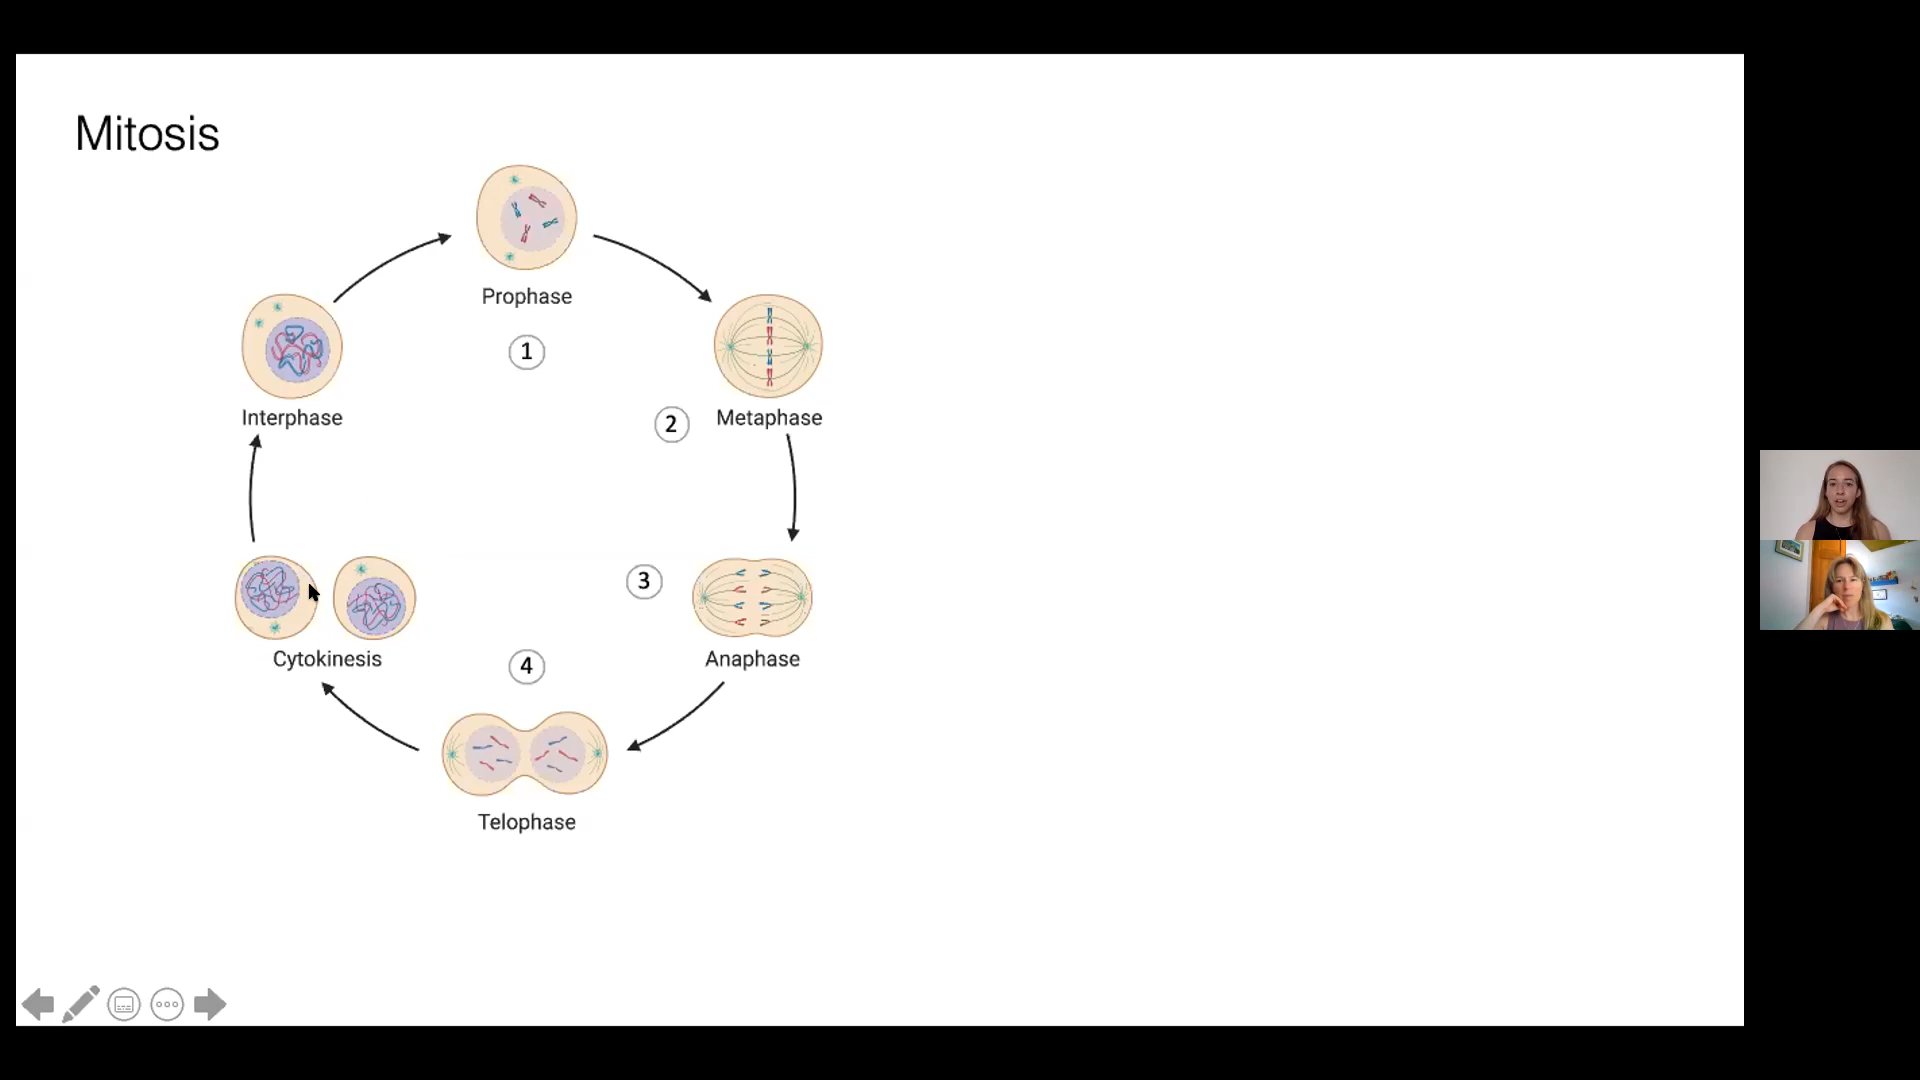 Mitosis
Prophase
1
Interphase
2
Metaphase
3
Cytokinesis
4
Anaphase
Telophase